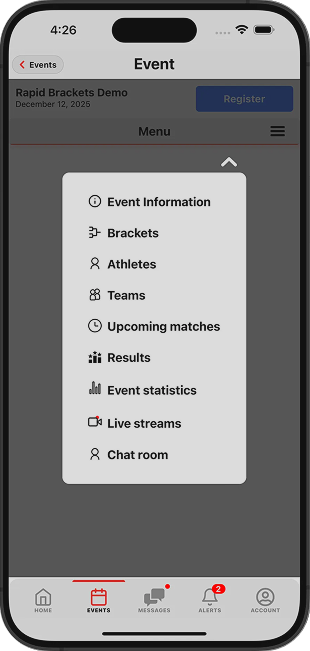 4:26
Events
Event
Rapid Brackets Demo
December 12, 2025
Register
Menu
Event Information
Brackets
Athletes
Teams
Upcoming matches
Results
Event statistics
Live streams
Chat room
2
HOME
EVENTS
MESSAGES
ALERTS
ACCOUNT